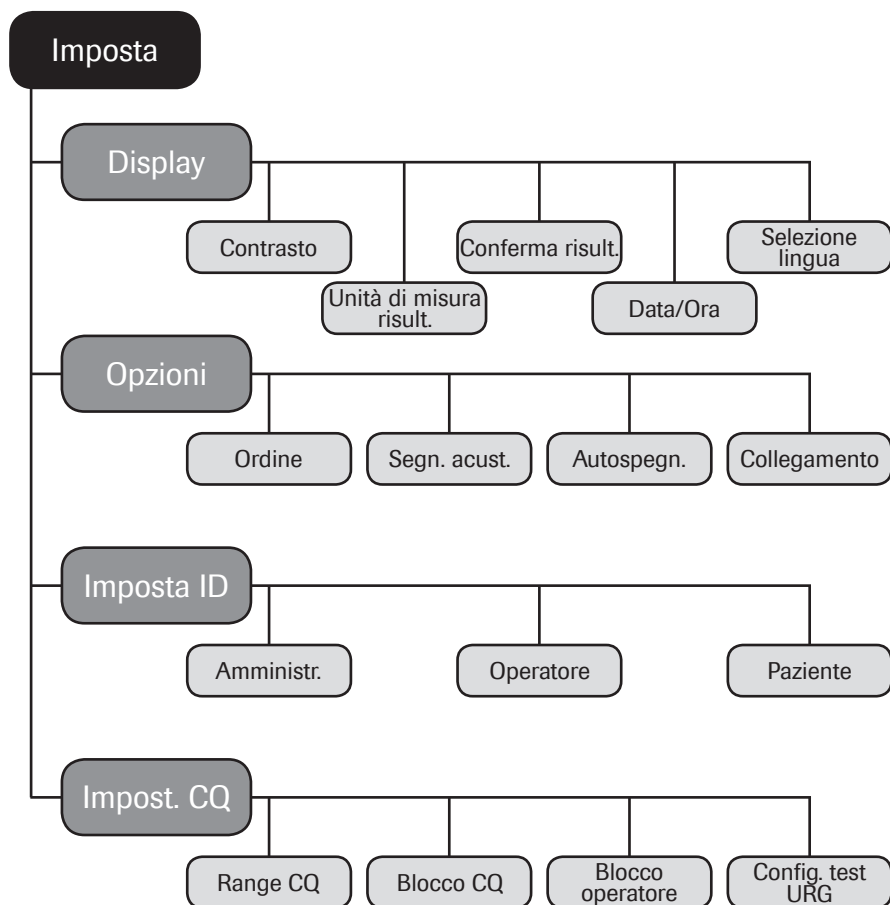 Imposta
Display
Contrasto
Unità di misura
risult.
Conferma risult.
Data/Ora
Selezione
lingua
Opzioni
Ordine
Segn. acust.
Autospegn.
Collegamento
Imposta ID
Amministr.
Operatore
Paziente
Impost. CQ
Range CQ
Blocco CQ
Blocco
operatore
Config. test
URG